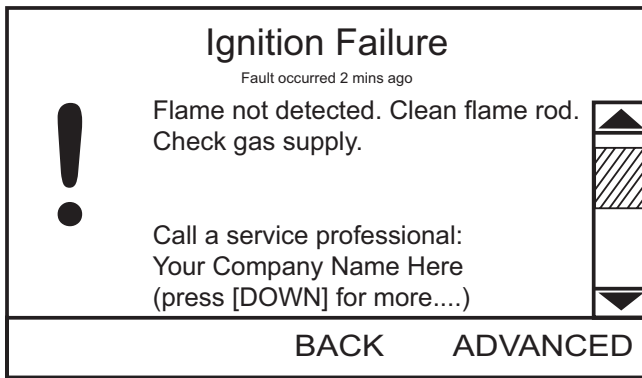 Ignition Failure
Fault occurred 2 mins ago
Flame not detected. Clean flame rod.
Check gas supply.
Call a service professional:
Your Company Name Here
(press [DOWN] for more....)
BACK ADVANCED